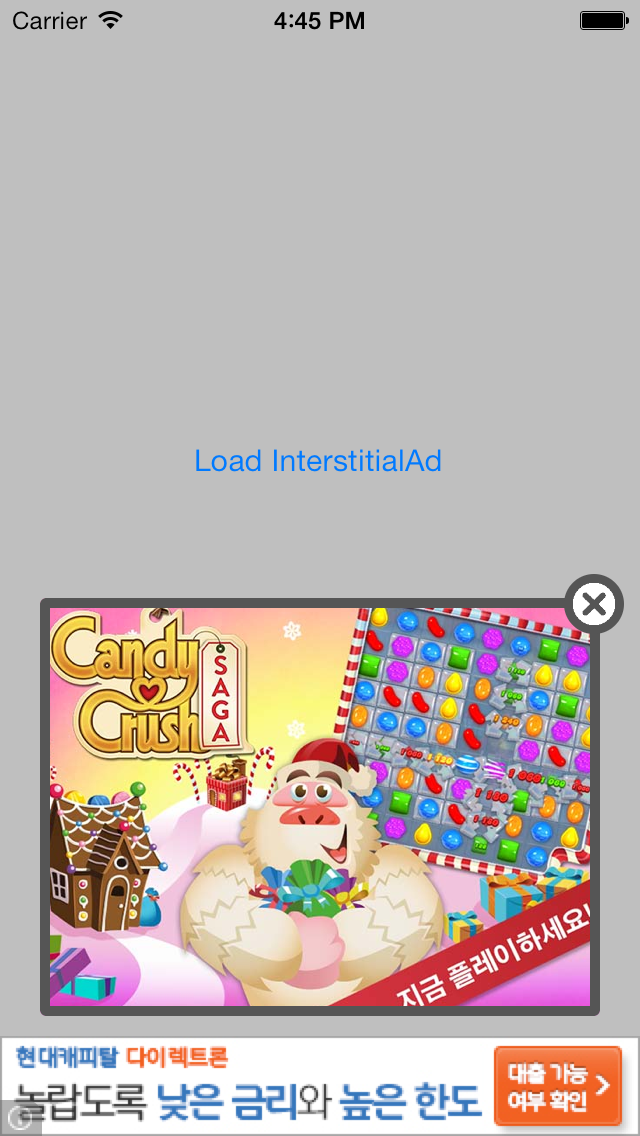 Carrier 4:45 PM
Load InterstitialAd
Candy
Crush
SAGA
지금 플레이하세요!
현대캐피탈 다이렉트론
놀랍도록 낮은 금리와 높은 한도
대출 가능
여부 확인